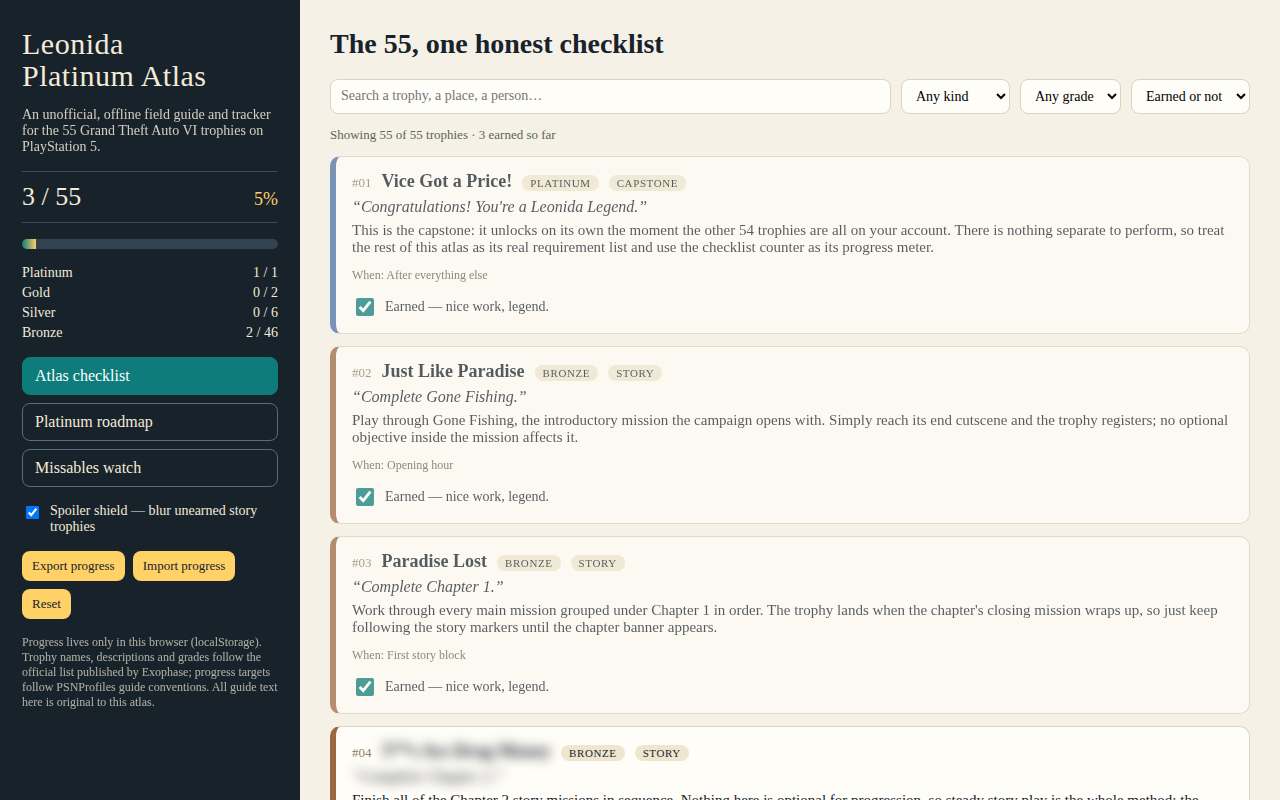 Leonida
Platinum Atlas
An unofficial, offline field guide and tracker
for the 55 Grand Theft Auto VI trophies on
PlayStation 5.
3 / 55
5%
Platinum 1 / 1
Gold 0 / 2
Silver 0 / 6
Bronze 2 / 46
Atlas checklist
Platinum roadmap
Missables watch
Spoiler shield — blur unearned story
trophies
Export progress Import progress
Reset
Progress lives only in this browser (localStorage).
Trophy names, descriptions and grades follow the
official list published by Exophase; progress targets
follow PSNProfiles guide conventions. All guide text
here is original to this atlas.
The 55, one honest checklist
Search a trophy, a place, a person… Any kind Any grade Earned or not
Showing 55 of 55 trophies · 3 earned so far
#01 Vice Got a Price! PLATINUM CAPSTONE
“Congratulations! You're a Leonida Legend.”
This is the capstone: it unlocks on its own the moment the other 54 trophies are all on your account. There is nothing separate to perform, so treat
the rest of this atlas as its real requirement list and use the checklist counter as its progress meter.
When: After everything else
Earned — nice work, legend.
#02 Just Like Paradise BRONZE STORY
“Complete Gone Fishing.”
Play through Gone Fishing, the introductory mission the campaign opens with. Simply reach its end cutscene and the trophy registers; no optional
objective inside the mission affects it.
When: Opening hour
Earned — nice work, legend.
#03 Paradise Lost BRONZE STORY
“Complete Chapter 1.”
Work through every main mission grouped under Chapter 1 in order. The trophy lands when the chapter's closing mission wraps up, so just keep
following the story markers until the chapter banner appears.
When: First story block
Earned — nice work, legend.
#04 BRONZE STORY
Finish all of the Chapter 2 story missions in sequence. Nothing here is optional for progression, so steady story play is the whole method; the